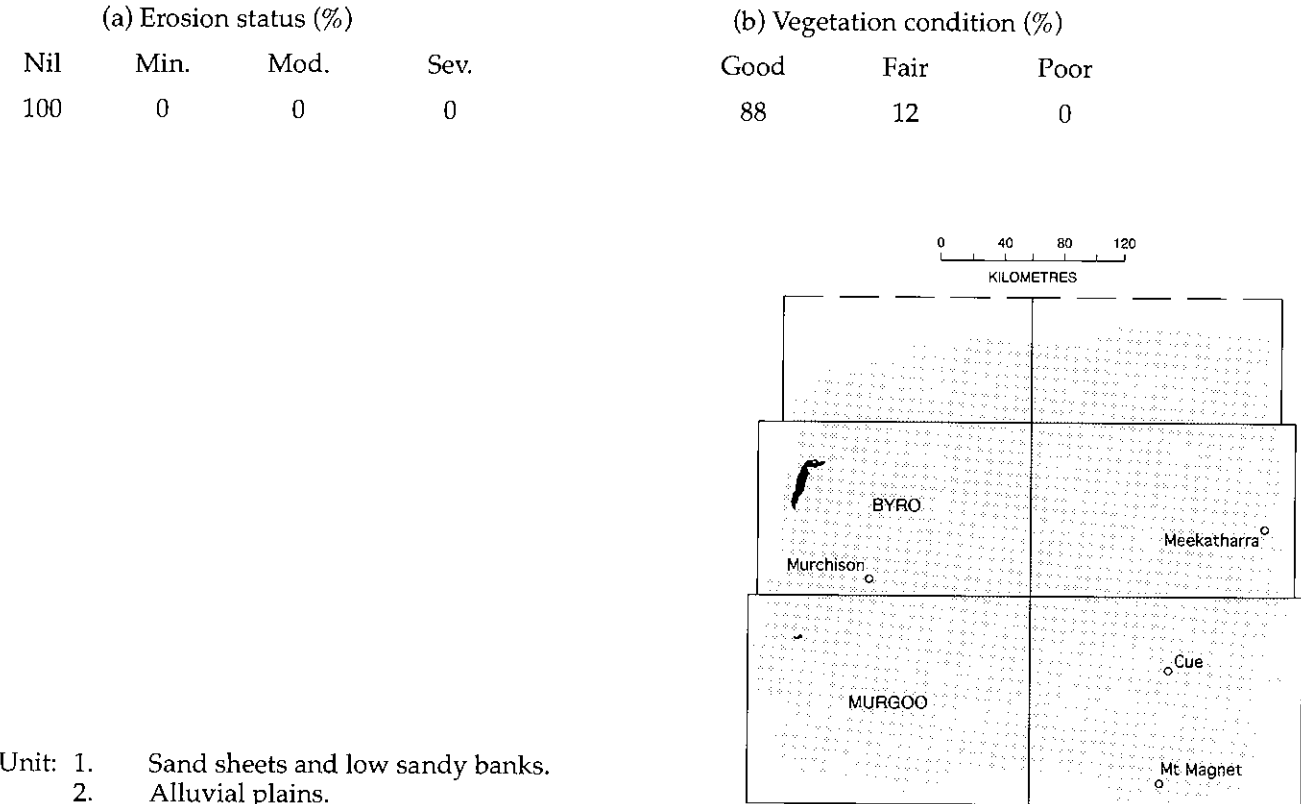 (a) Erosion status (%)
Nil Min. Mod. Sev.
100 0 0 0
(b) Vegetation condition (%)
Good Fair Poor
88 12 0
0 40 80 120
KILOMETRES
BYRO
Meekatharra
Murchison
Cue
MURGOO
Mt Magnet
Unit: 1. Sand sheets and low sandy banks.
2. Alluvial plains.